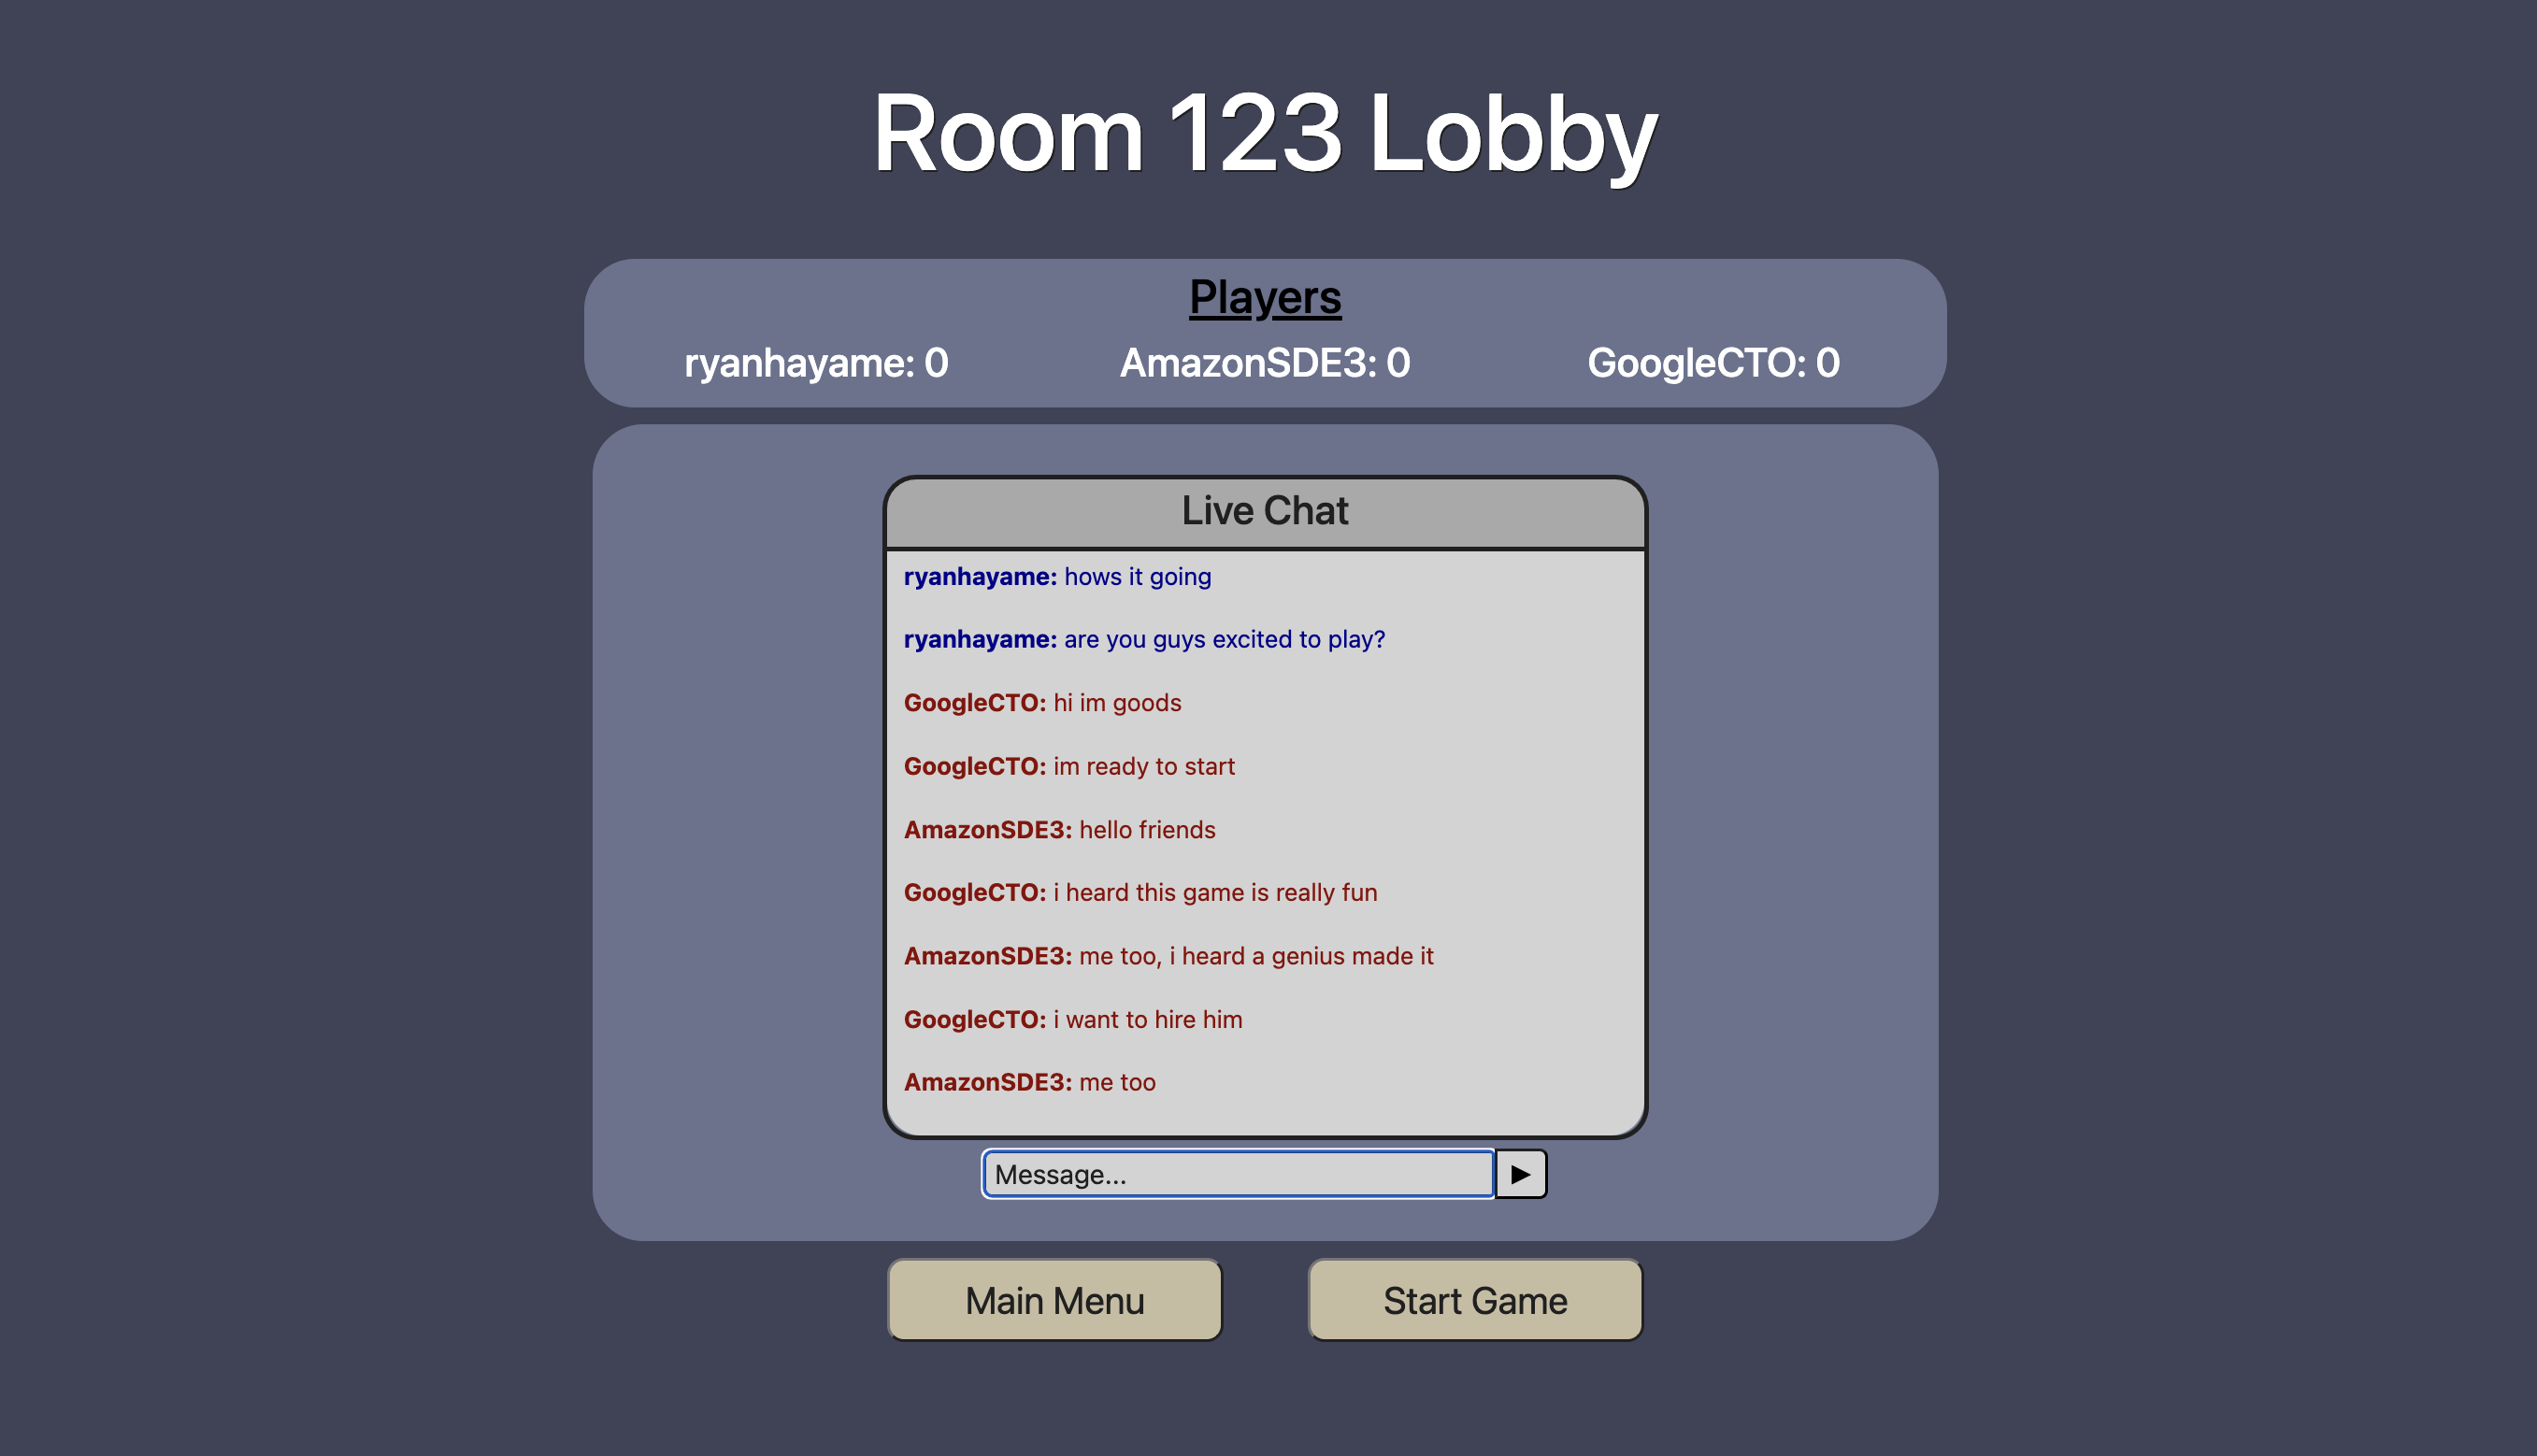 Room 123 Lobby
Players
ryanhayame: 0 AmazonSDE3: 0 GoogleCTO: 0
Live Chat
ryanhayame: hows it going
ryanhayame: are you guys excited to play?
GoogleCTO: hi im goods
GoogleCTO: im ready to start
AmazonSDE3: hello friends
GoogleCTO: i heard this game is really fun
AmazonSDE3: me too, i heard a genius made it
GoogleCTO: i want to hire him
AmazonSDE3: me too
Message...
Main Menu Start Game